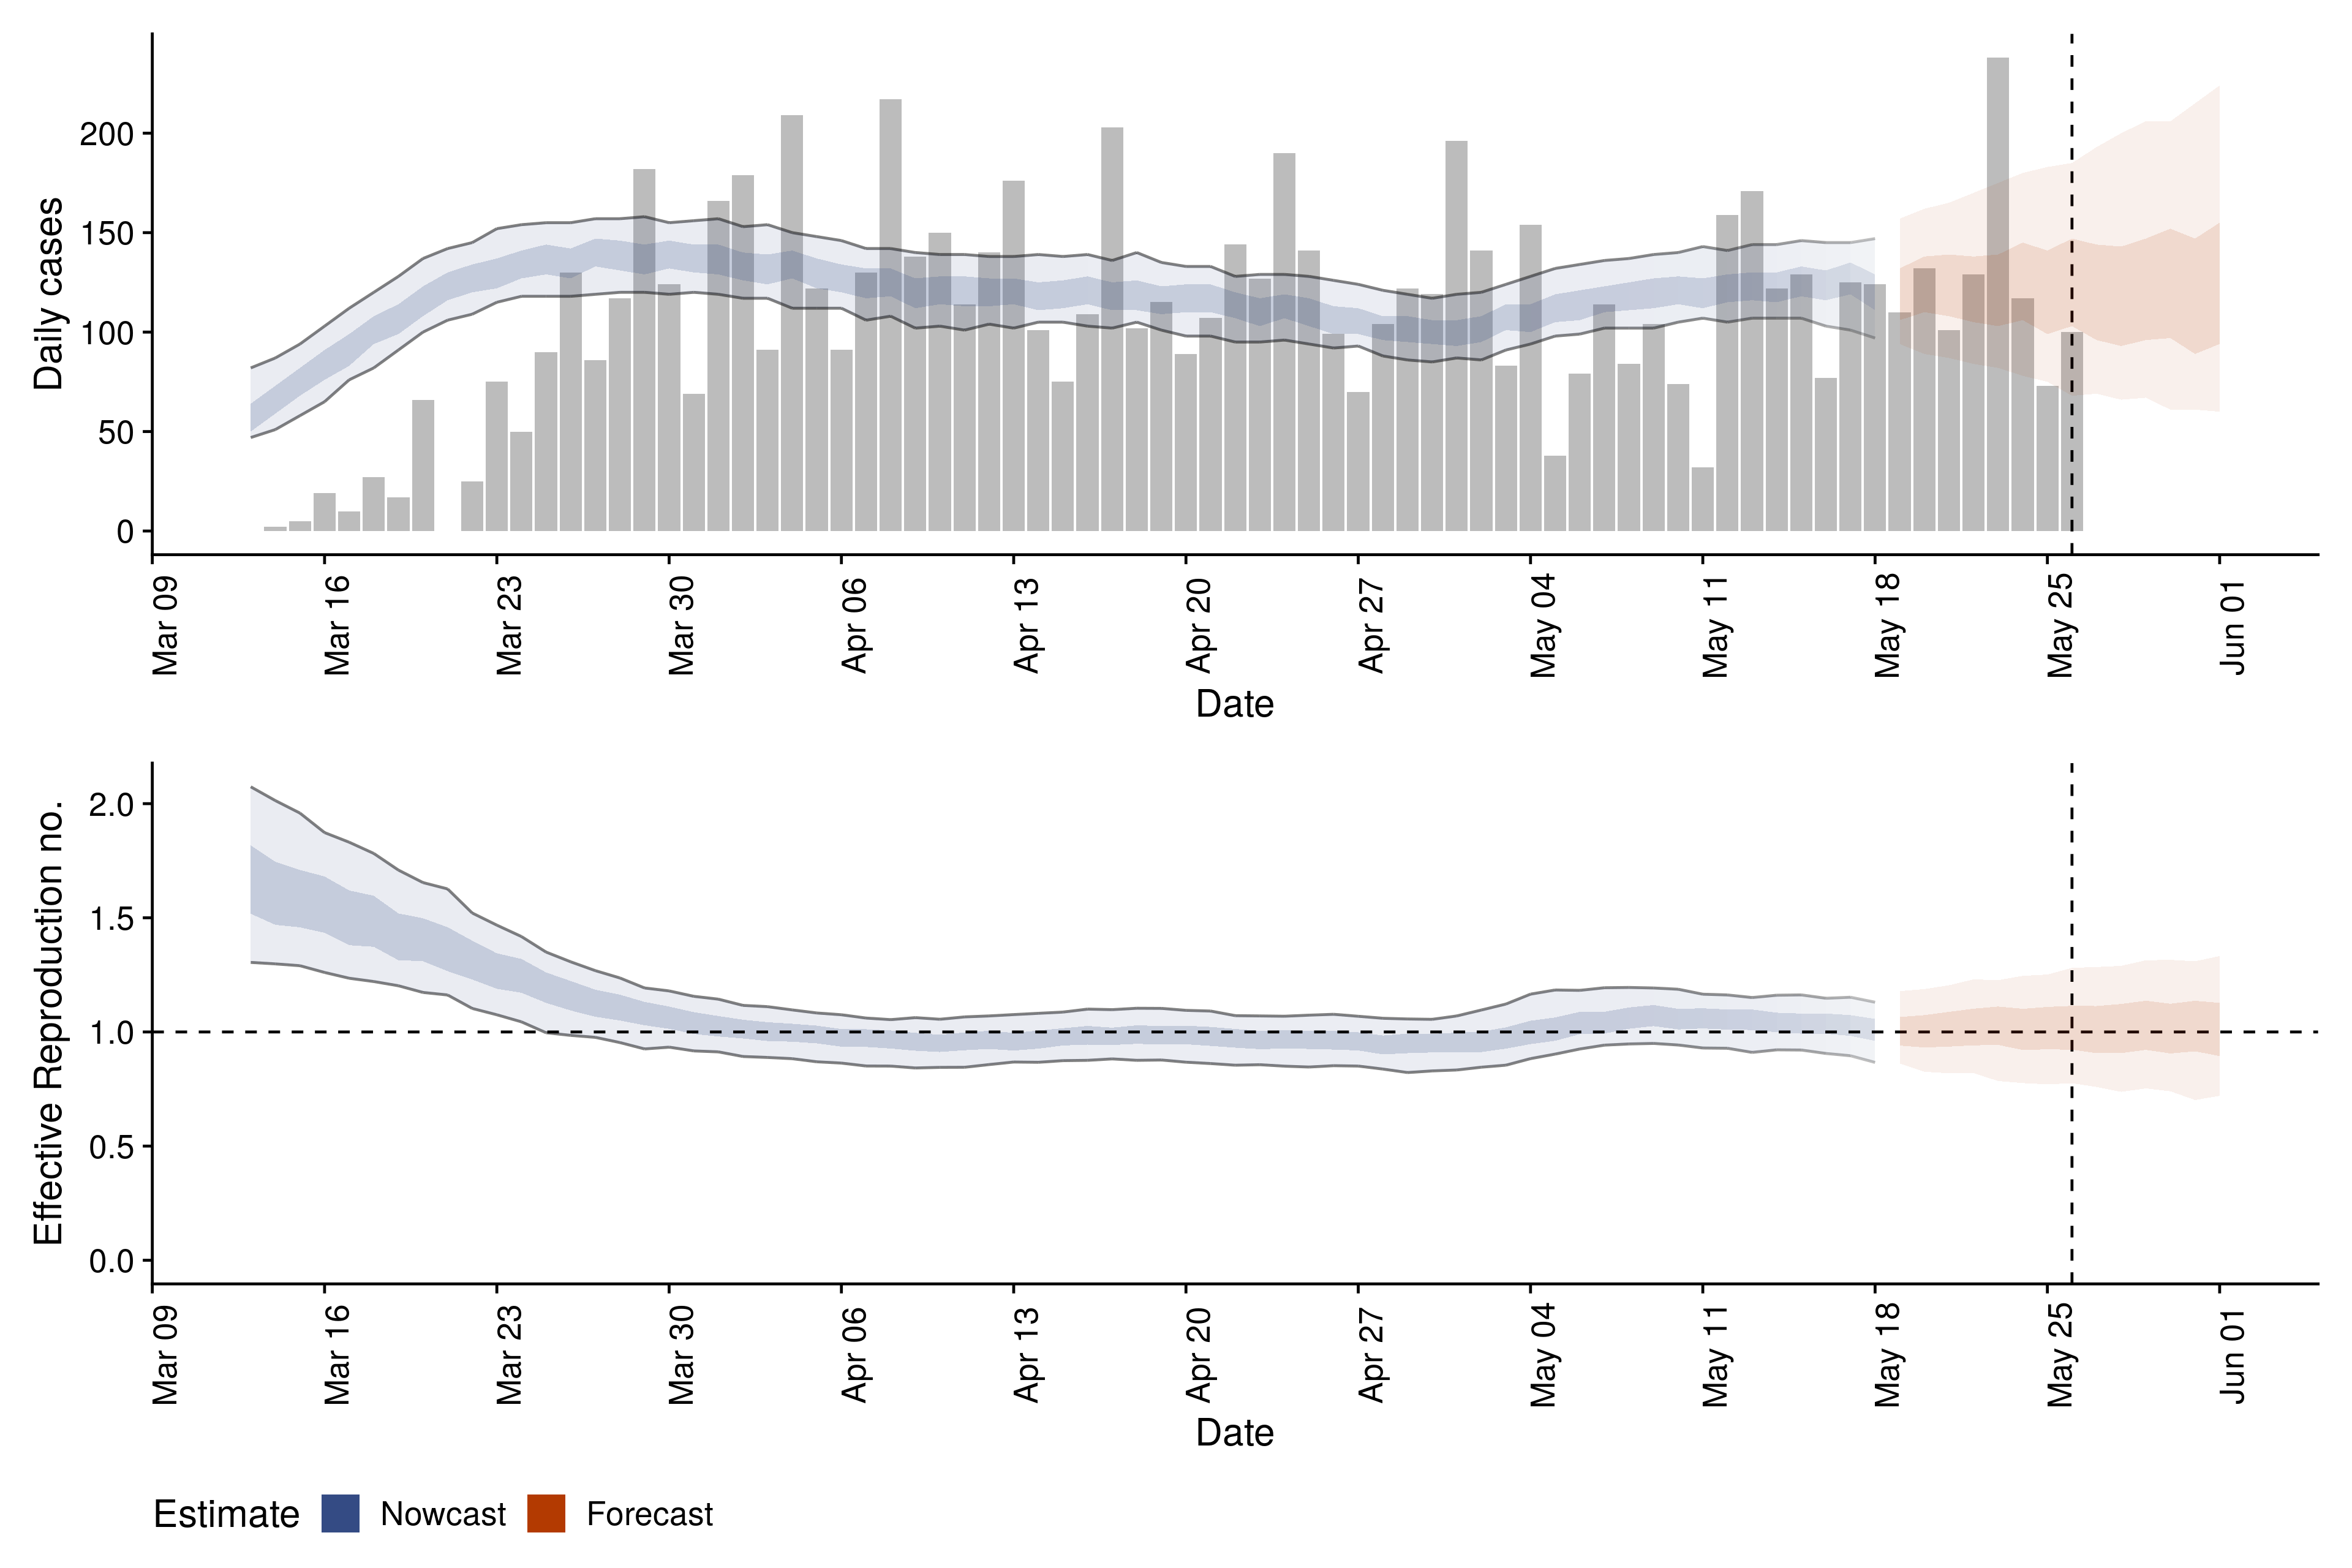 Daily cases
200
150
100
50
0
Mar 09 Mar 16 Mar 23 Mar 30 Apr 06 Apr 13 Apr 20 Apr 27 May 04 May 11 May 18 May 25 Jun 01
Date
Effective Reproduction no.
2.0
1.5
1.0
0.5
0.0
Mar 09 Mar 16 Mar 23 Mar 30 Apr 06 Apr 13 Apr 20 Apr 27 May 04 May 11 May 18 May 25 Jun 01
Date
Estimate Nowcast Forecast